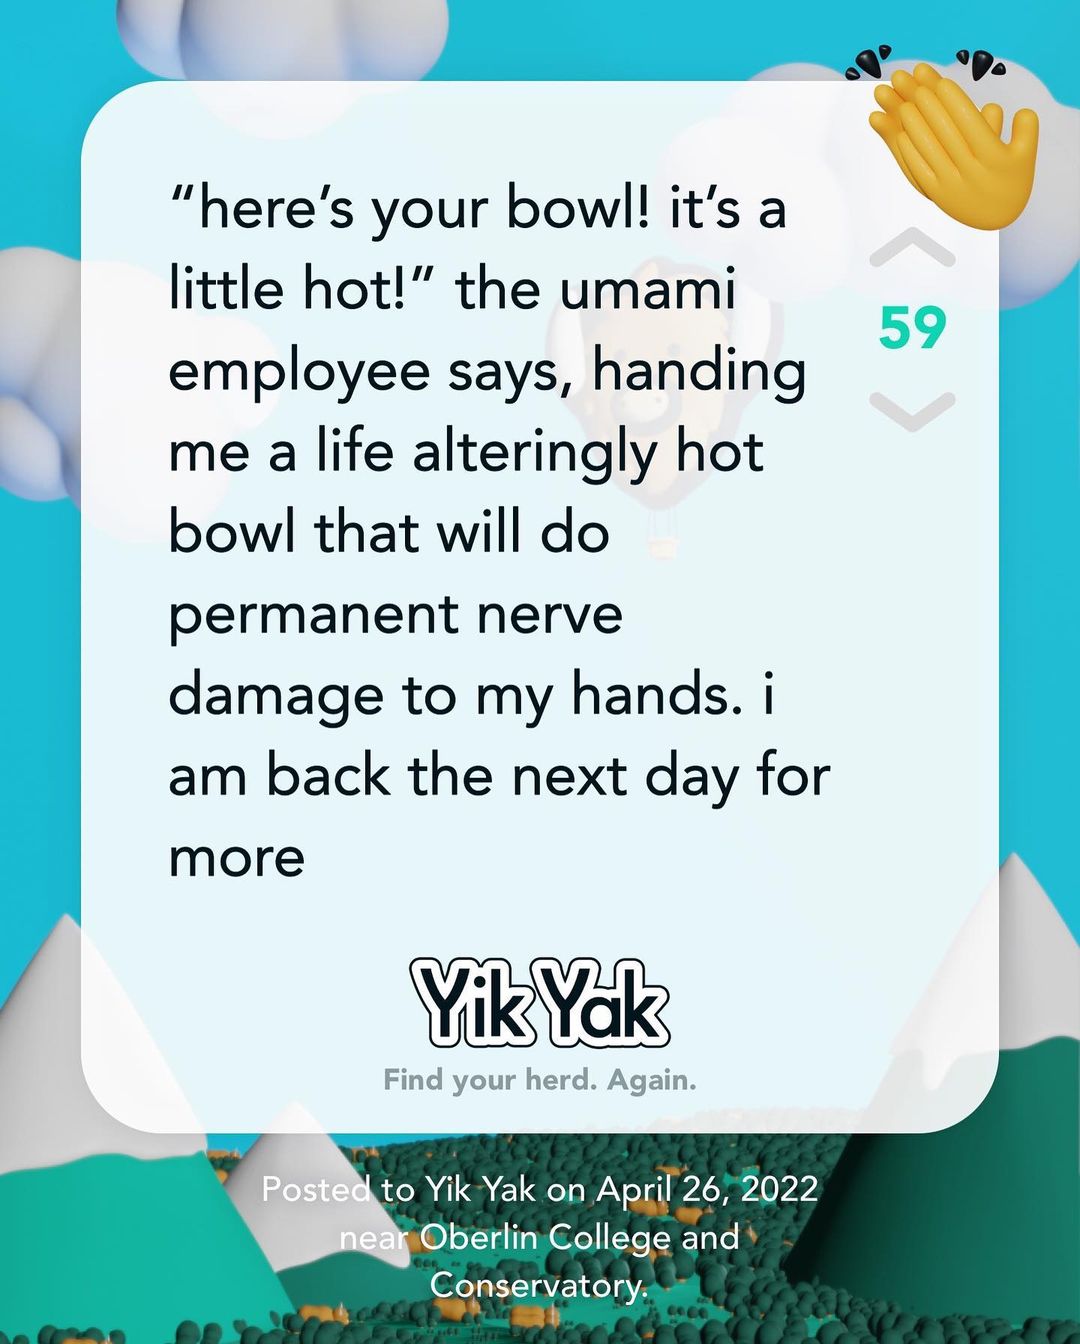 “here’s your bowl! it’s a
little hot!” the umami
employee says, handing
me a life alteringly hot
bowl that will do
permanent nerve
damage to my hands. i
am back the next day for
more
59
Yik Yak
Find your herd. Again.
Posted to Yik Yak on April 26, 2022
near Oberlin College and
Conservatory.